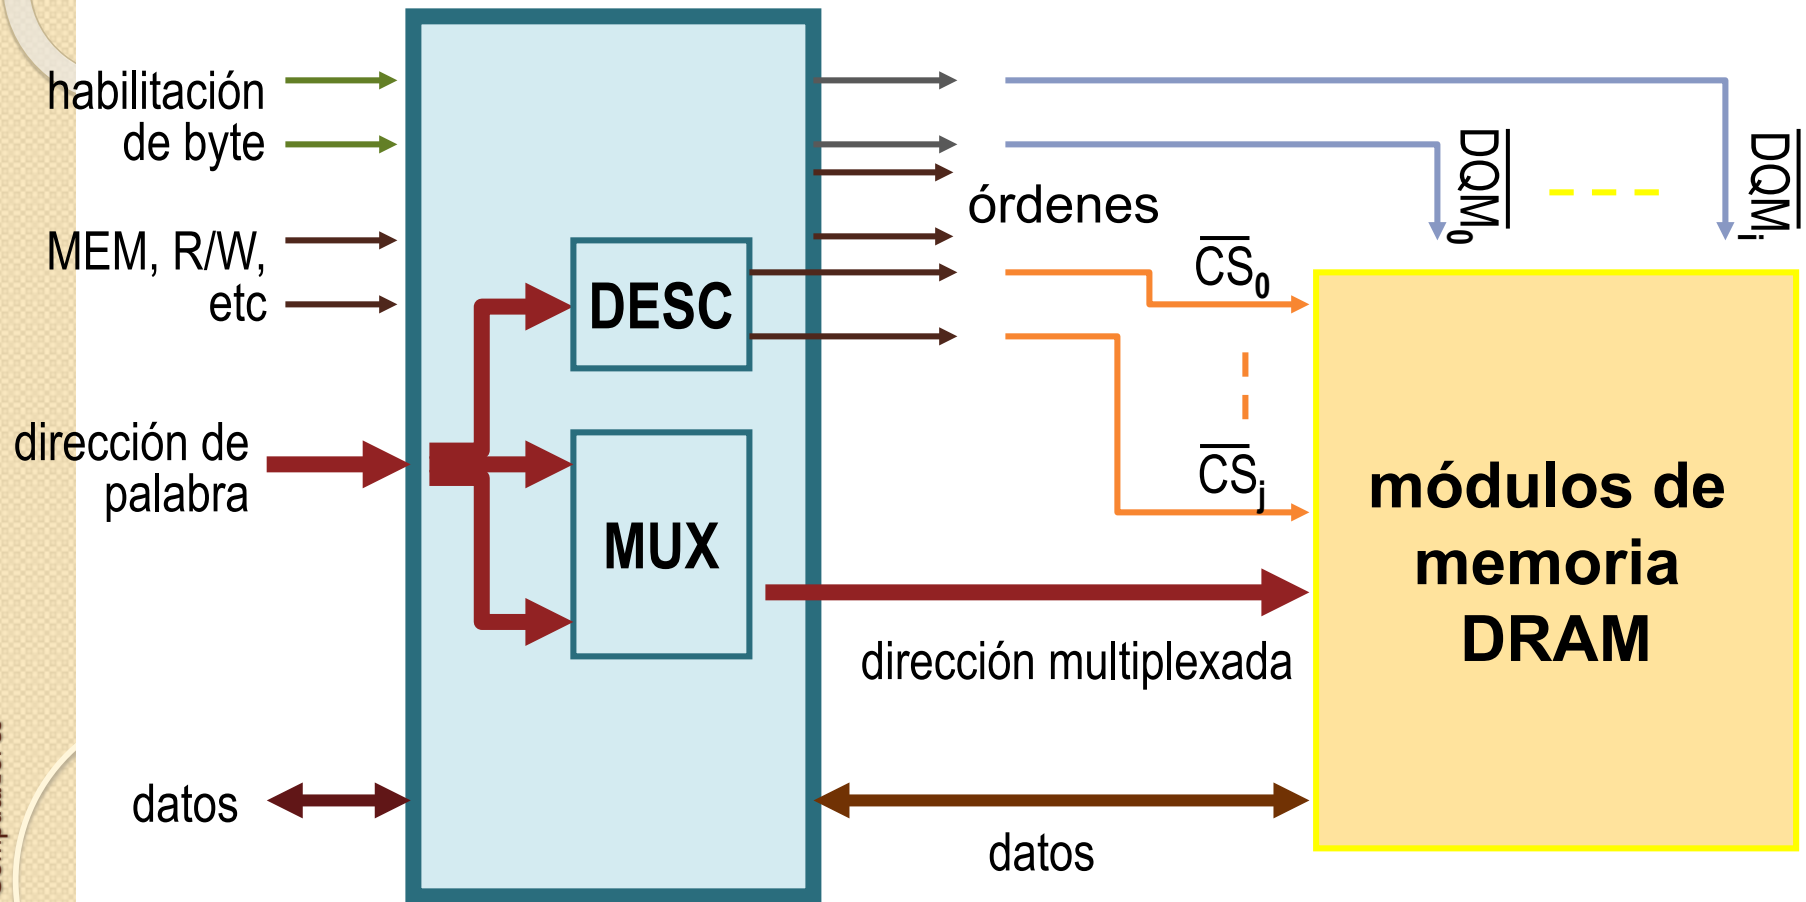 habilitación
de byte
MEM, R/W,
etc
dirección de
palabra
datos
DESC
MUX
órdenes
CS0
CSj
DQM0
DQMi
dirección multiplexada
datos
módulos de
memoria
DRAM